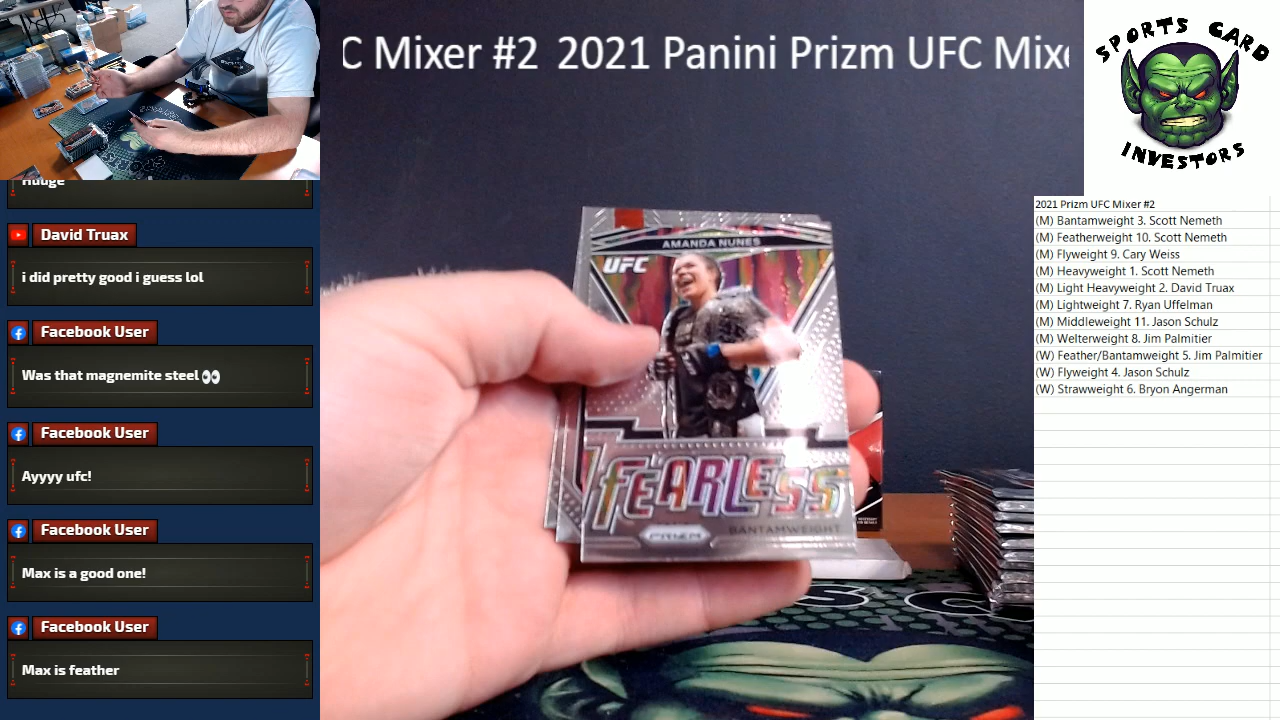 C Mixer #2 2021 Panini Prizm UFC Mix
SPORTS CARD
INVESTORS
David Truax
i did pretty good i guess lol
Facebook User
Was that magnemite steel 👀
Facebook User
Ayyyy ufc!
Facebook User
Max is a good one!
Facebook User
Max is feather
AMANDA NUNES
UFC
FEARLESS
PRIZM
BANTAMWEIGHT
2021 Prizm UFC Mixer #2
(M) Bantamweight 3. Scott Nemeth
(M) Featherweight 10. Scott Nemeth
(M) Flyweight 9. Cary Weiss
(M) Heavyweight 1. Scott Nemeth
(M) Light Heavyweight 2. David Truax
(M) Lightweight 7. Ryan Uffelman
(M) Middleweight 11. Jason Schulz
(M) Welterweight 8. Jim Palmitier
(W) Feather/Bantamweight 5. Jim Palmitier
(W) Flyweight 4. Jason Schulz
(W) Strawweight 6. Bryon Angerman